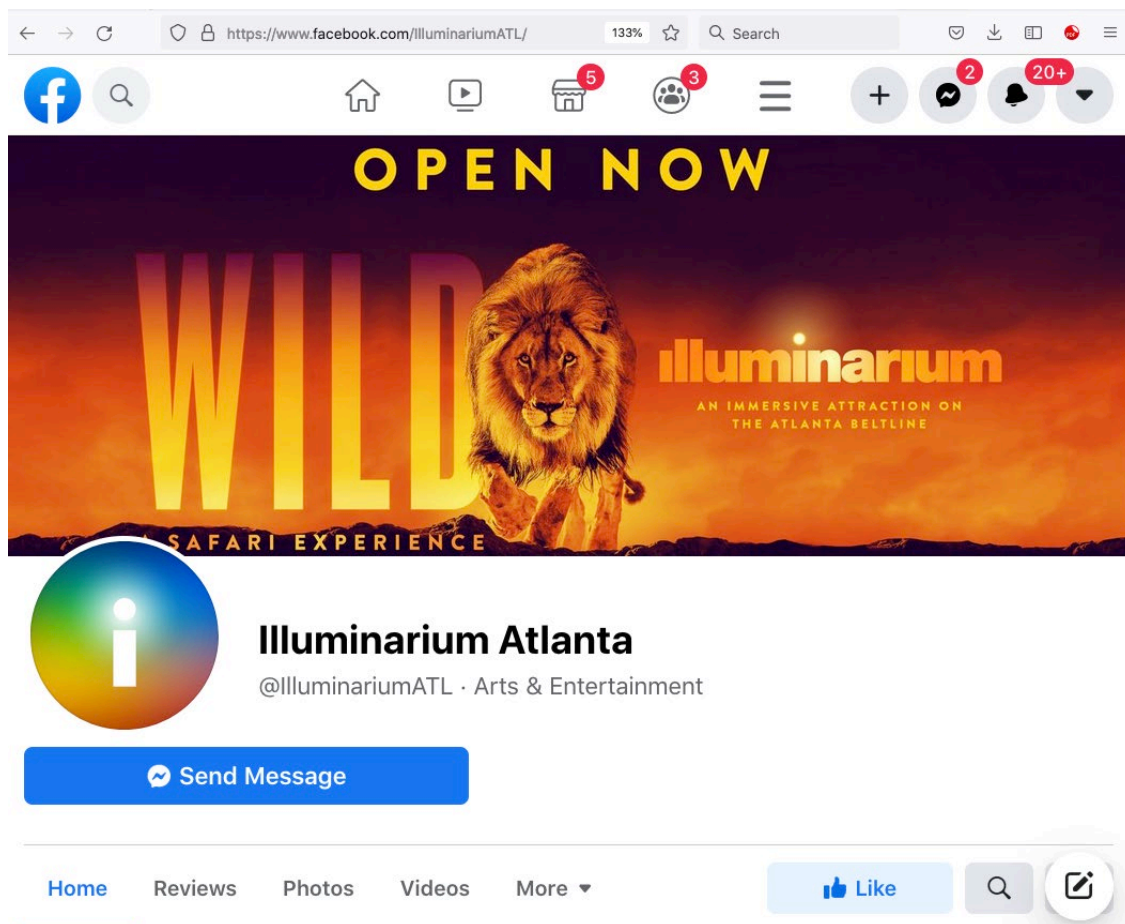 https://www.facebook.com/IlluminariumATL/ 133% Search
5 3 2 20+
OPEN NOW
WILD
illuminarium
AN IMMERSIVE ATTRACTION ON
THE ATLANTA BELTLINE
A SAFARI EXPERIENCE
i
Illuminarium Atlanta
@IlluminariumATL · Arts & Entertainment
Send Message
Home Reviews Photos Videos More Like